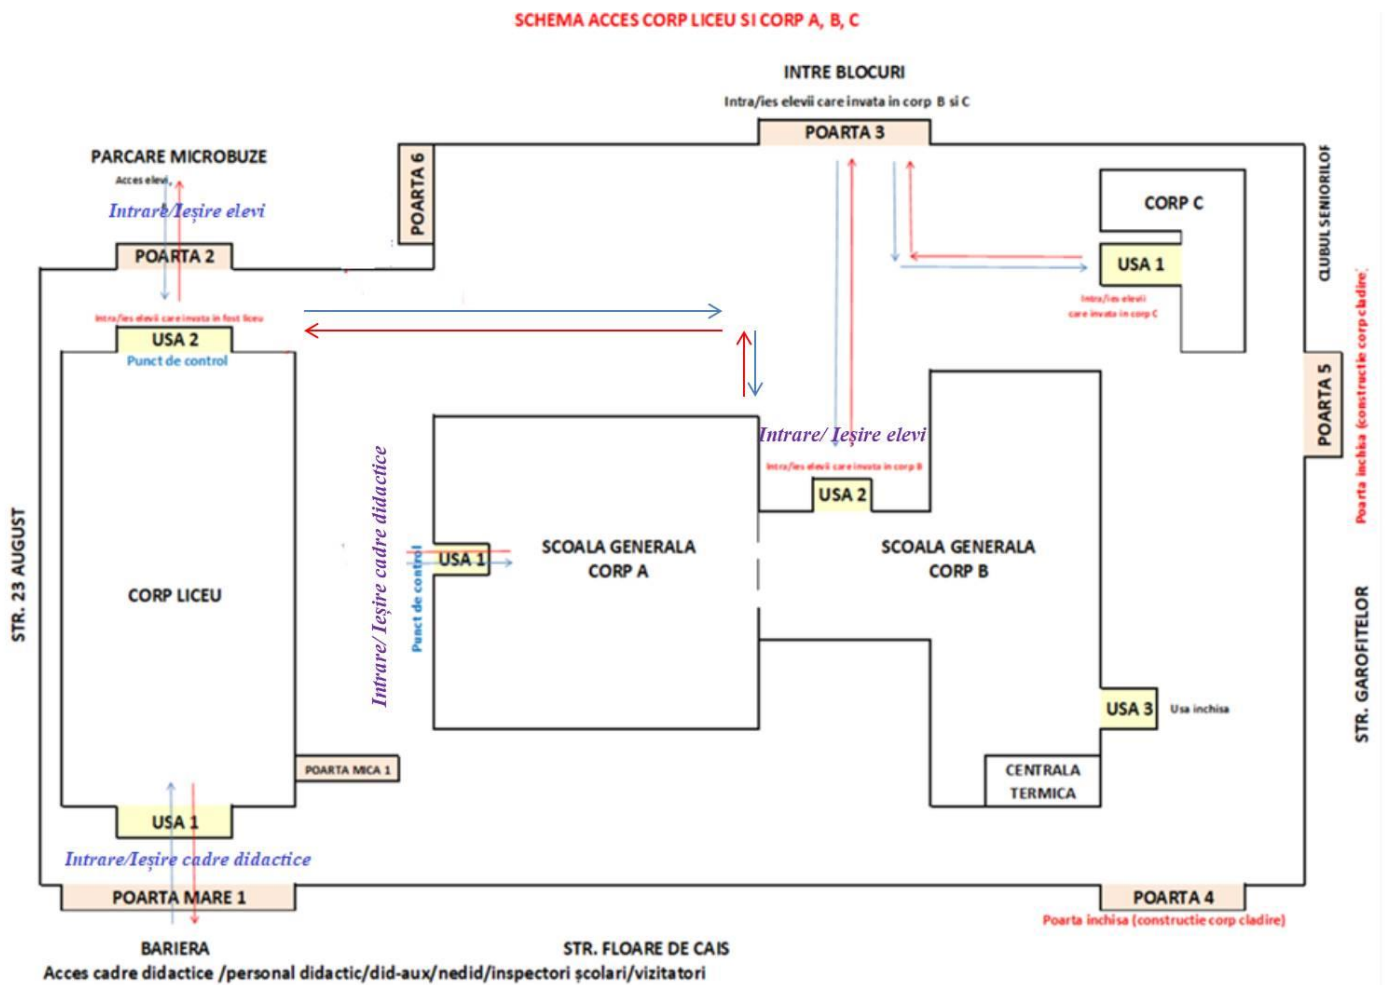 SCHEMA ACCES CORP LICEU SI CORP A, B, C
INTRE BLOCURI
Intra/ies elevii care invata in corp B si C
POARTA 3
PARCARE MICROBUZE
Acces elevi,
Intrare/Ieșire elevi
POARTA 2
POARTA 6
CORP C
USA 1
Intra/ies elevii
care invata in corp C
CLUBUL SENIORILOR
Intra/ies elevii care invata in fost liceu
USA 2
Punct de control
POARTA 5
Poarta inchisa (constructie corp cladire)
Intrare/ Ieșire elevi
Intra/ies elevii care invata in corp B
USA 2
STR. 23 AUGUST
CORP LICEU
Intrare/ Ieșire cadre didactice
Punct de control
USA 1
SCOALA GENERALA
CORP A
SCOALA GENERALA
CORP B
STR. GAROFITELOR
USA 3
Usa inchisa
POARTA MICA 1
CENTRALA
TERMICA
USA 1
Intrare/Ieșire cadre didactice
POARTA MARE 1
POARTA 4
Poarta inchisa (constructie corp cladire)
BARIERA
STR. FLOARE DE CAIS
Acces cadre didactice /personal didactic/did-aux/nedid/inspectori școlari/vizitatori